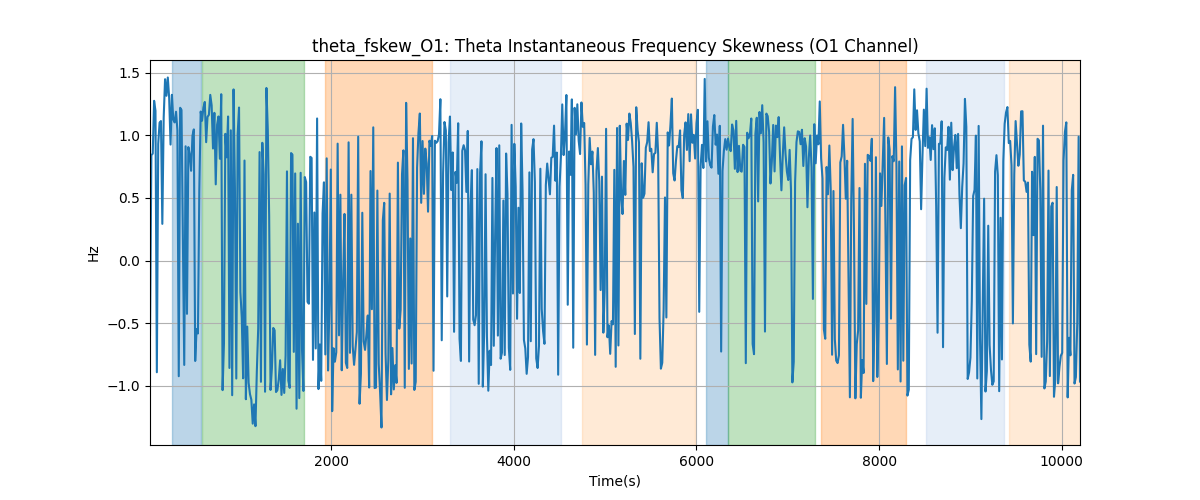 theta_fskew_O1: Theta Instantaneous Frequency Skewness (O1 Channel)
1.5
1.0
0.5
0.0
−0.5
−1.0
Hz
2000 4000 6000 8000 10000
Time(s)